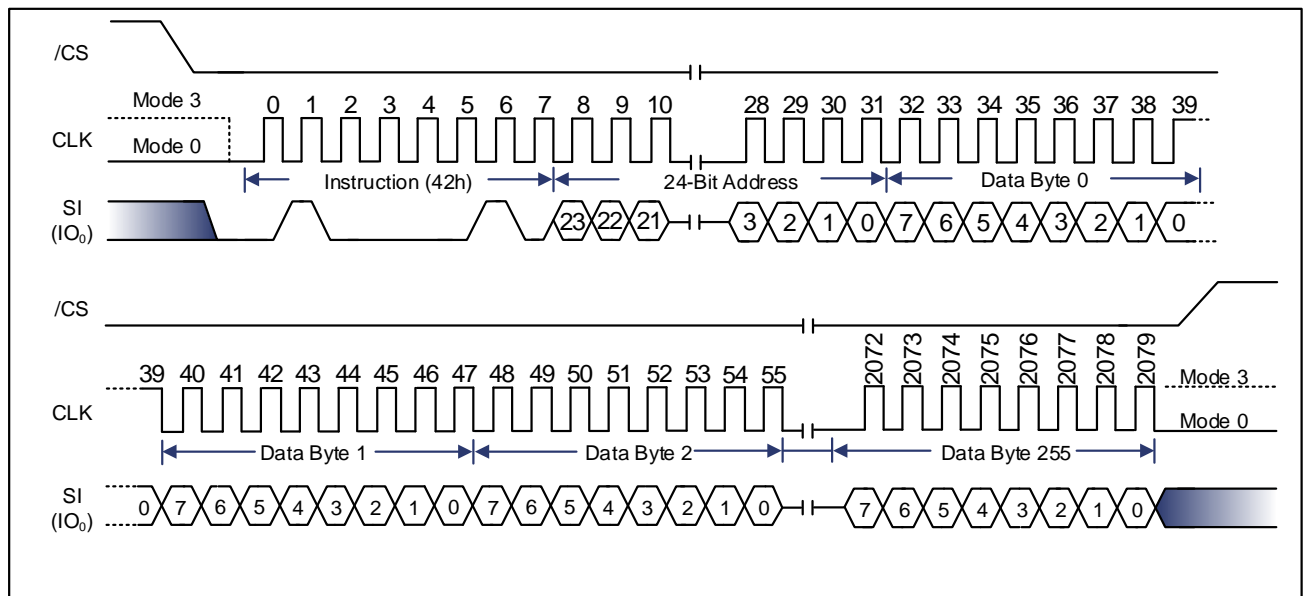 /CS
Mode 3
0 1 2 3 4 5 6 7 8 9 10 28 29 30 31 32 33 34 35 36 37 38 39
CLK
Mode 0
Instruction (42h) 24-Bit Address Data Byte 0
SI
(IO₀)
23 22 21 3 2 1 0 7 6 5 4 3 2 1 0
/CS
39 40 41 42 43 44 45 46 47 48 49 50 51 52 53 54 55 2072 2073 2074 2075 2076 2077 2078 2079
Mode 3
CLK
Mode 0
Data Byte 1 Data Byte 2 Data Byte 255
SI
(IO₀)
0 7 6 5 4 3 2 1 0 7 6 5 4 3 2 1 0 7 6 5 4 3 2 1 0